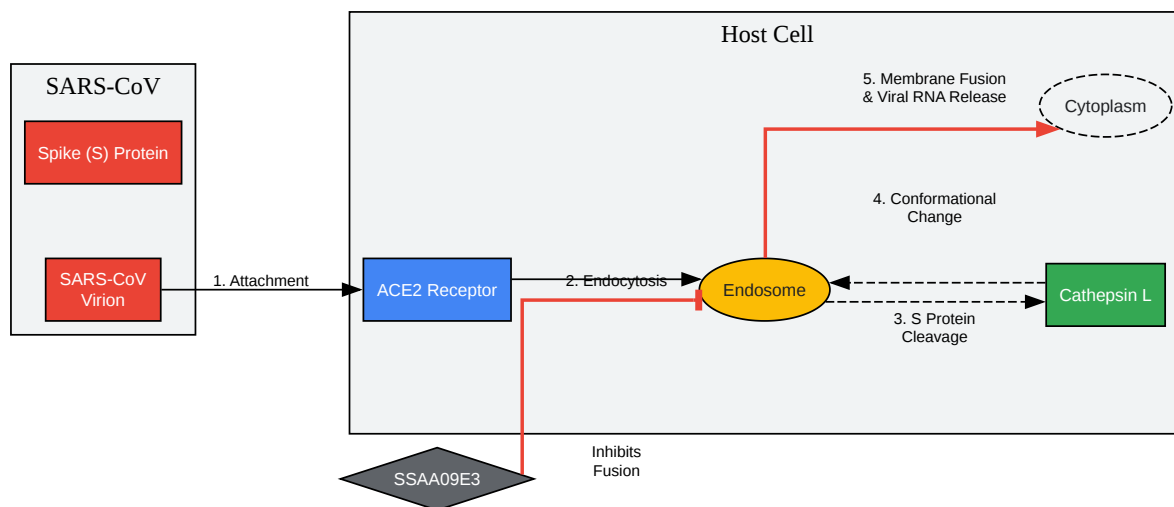 Host Cell
SARS-CoV
Spike (S) Protein
SARS-CoV
Virion
1. Attachment
ACE2 Receptor
2. Endocytosis
Endosome
3. S Protein
Cleavage
Cathepsin L
4. Conformational
Change
5. Membrane Fusion
& Viral RNA Release
Cytoplasm
SSAA09E3
Inhibits
Fusion